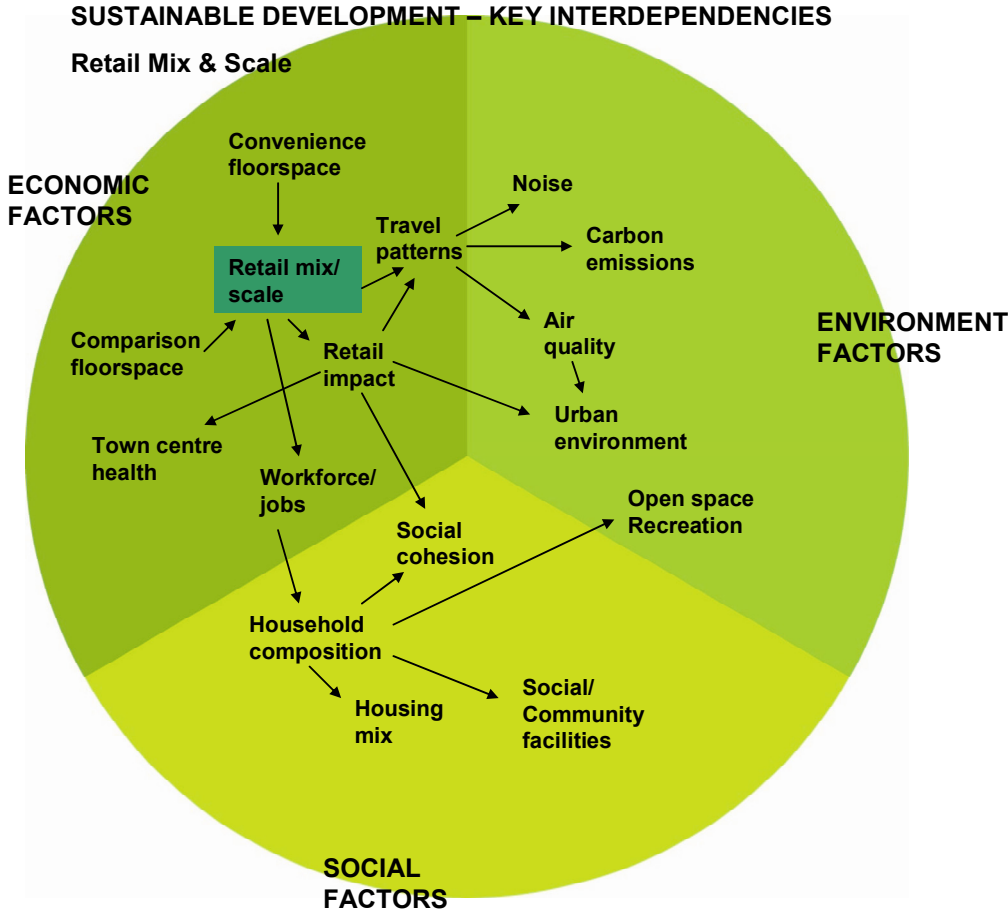 SUSTAINABLE DEVELOPMENT – KEY INTERDEPENDENCIES
Retail Mix & Scale
Convenience
floorspace
ECONOMIC
FACTORS
Noise
Travel
patterns
Carbon
emissions
Retail mix/
scale
Comparison
floorspace
Retail
impact
Air
quality
ENVIRONMENT
FACTORS
Town centre
health
Urban
environment
Workforce/
jobs
Social
cohesion
Open space
Recreation
Household
composition
Housing
mix
Social/
Community
facilities
SOCIAL
FACTORS